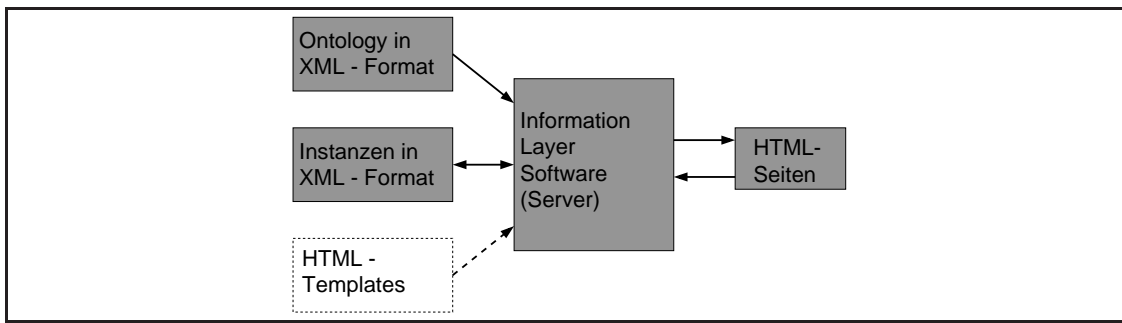 Ontology in
XML - Format
Instanzen in
XML - Format
HTML -
Templates
Information
Layer
Software
(Server)
HTML-
Seiten